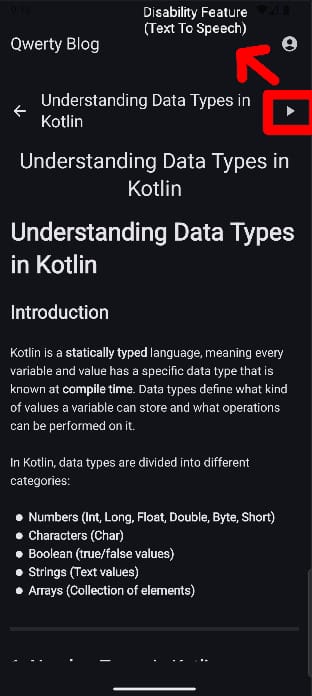 Disability Feature
(Text To Speech)
Qwerty Blog
Understanding Data Types in
Kotlin
Understanding Data Types in
Kotlin
Understanding Data Types
in Kotlin
Introduction
Kotlin is a statically typed language, meaning every
variable and value has a specific data type that is
known at compile time. Data types define what kind
of values a variable can store and what operations
can be performed on it.
In Kotlin, data types are divided into different
categories:
Numbers (Int, Long, Float, Double, Byte, Short)
Characters (Char)
Boolean (true/false values)
Strings (Text values)
Arrays (Collection of elements)